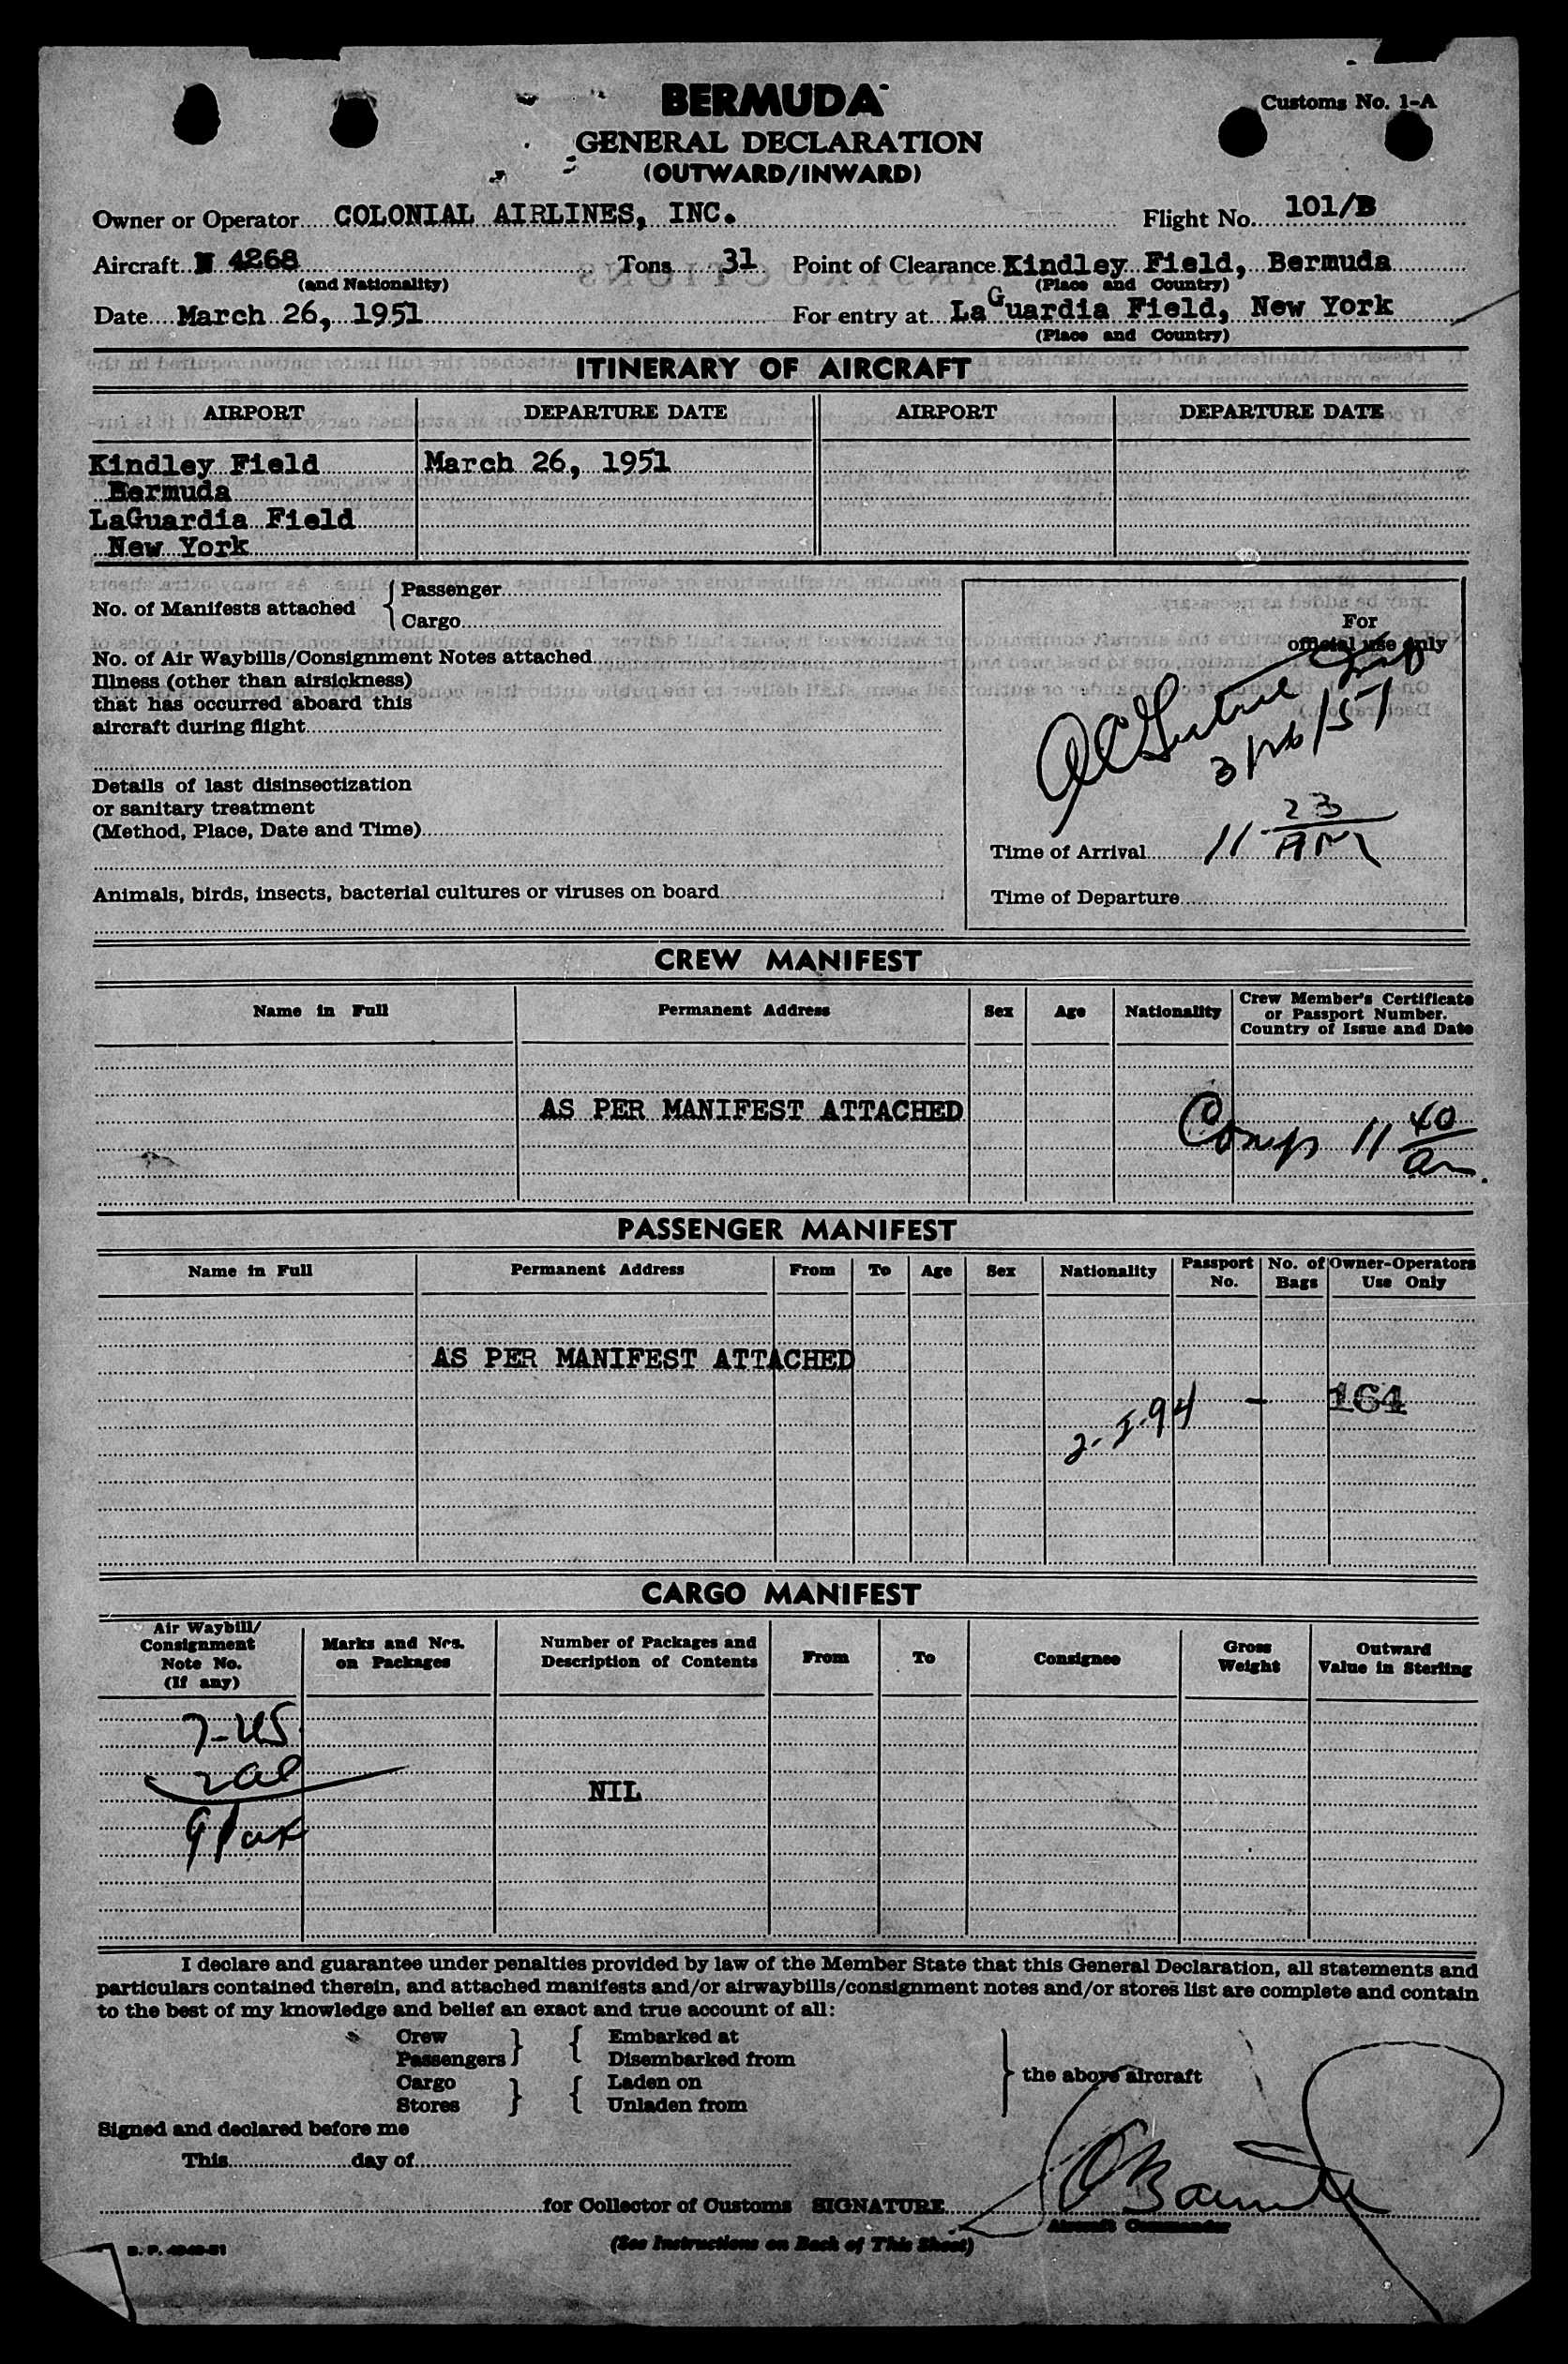 BERMUDA
Customs No. 1-A
GENERAL DECLARATION
(OUTWARD/INWARD)
Owner or Operator COLONIAL AIRLINES, INC. Flight No. 101/B
Aircraft N 4268 Tons 31 Point of Clearance Kindley Field, Bermuda
(and Nationality) (Place and Country)
Date March 26, 1951 For entry at LaGuardia Field, New York
(Place and Country)
ITINERARY OF AIRCRAFT
AIRPORT DEPARTURE DATE AIRPORT DEPARTURE DATE
Kindley Field March 26, 1951
Bermuda
LaGuardia Field
New York
No. of Manifests attached { Passenger
Cargo
No. of Air Waybills/Consignment Notes attached
Illness (other than airsickness)
that has occurred aboard this
aircraft during flight
Details of last disinsectization
or sanitary treatment
(Method, Place, Date and Time)
Animals, birds, insects, bacterial cultures or viruses on board
For
official use only
3/26/51
Time of Arrival 11 23 AM
Time of Departure
CREW MANIFEST
Name in Full Permanent Address Sex Age Nationality Crew Member's Certificate
or Passport Number.
Country of Issue and Date
AS PER MANIFEST ATTACHED
Comp 11 40 am
PASSENGER MANIFEST
Name in Full Permanent Address From To Age Sex Nationality Passport No. No. of Bags Owner-Operators Use Only
AS PER MANIFEST ATTACHED
2-I-94 - 164
CARGO MANIFEST
Air Waybill/
Consignment
Note No.
(If any)
Marks and Nos.
on Packages
Number of Packages and
Description of Contents
From To Consignee
Gross
Weight
Outward
Value in Sterling
7-US
2 al
NIL
9 Pax
I declare and guarantee under penalties provided by law of the Member State that this General Declaration, all statements and
particulars contained therein, and attached manifests and/or airwaybills/consignment notes and/or stores list are complete and contain
to the best of my knowledge and belief an exact and true account of all:
Crew } { Embarked at
Passengers Disembarked from
} the above aircraft
Cargo } { Laden on
Stores Unladen from
Signed and declared before me
This day of
for Collector of Customs SIGNATURE
Aircraft Commander
(See Instructions on Back of This Sheet)